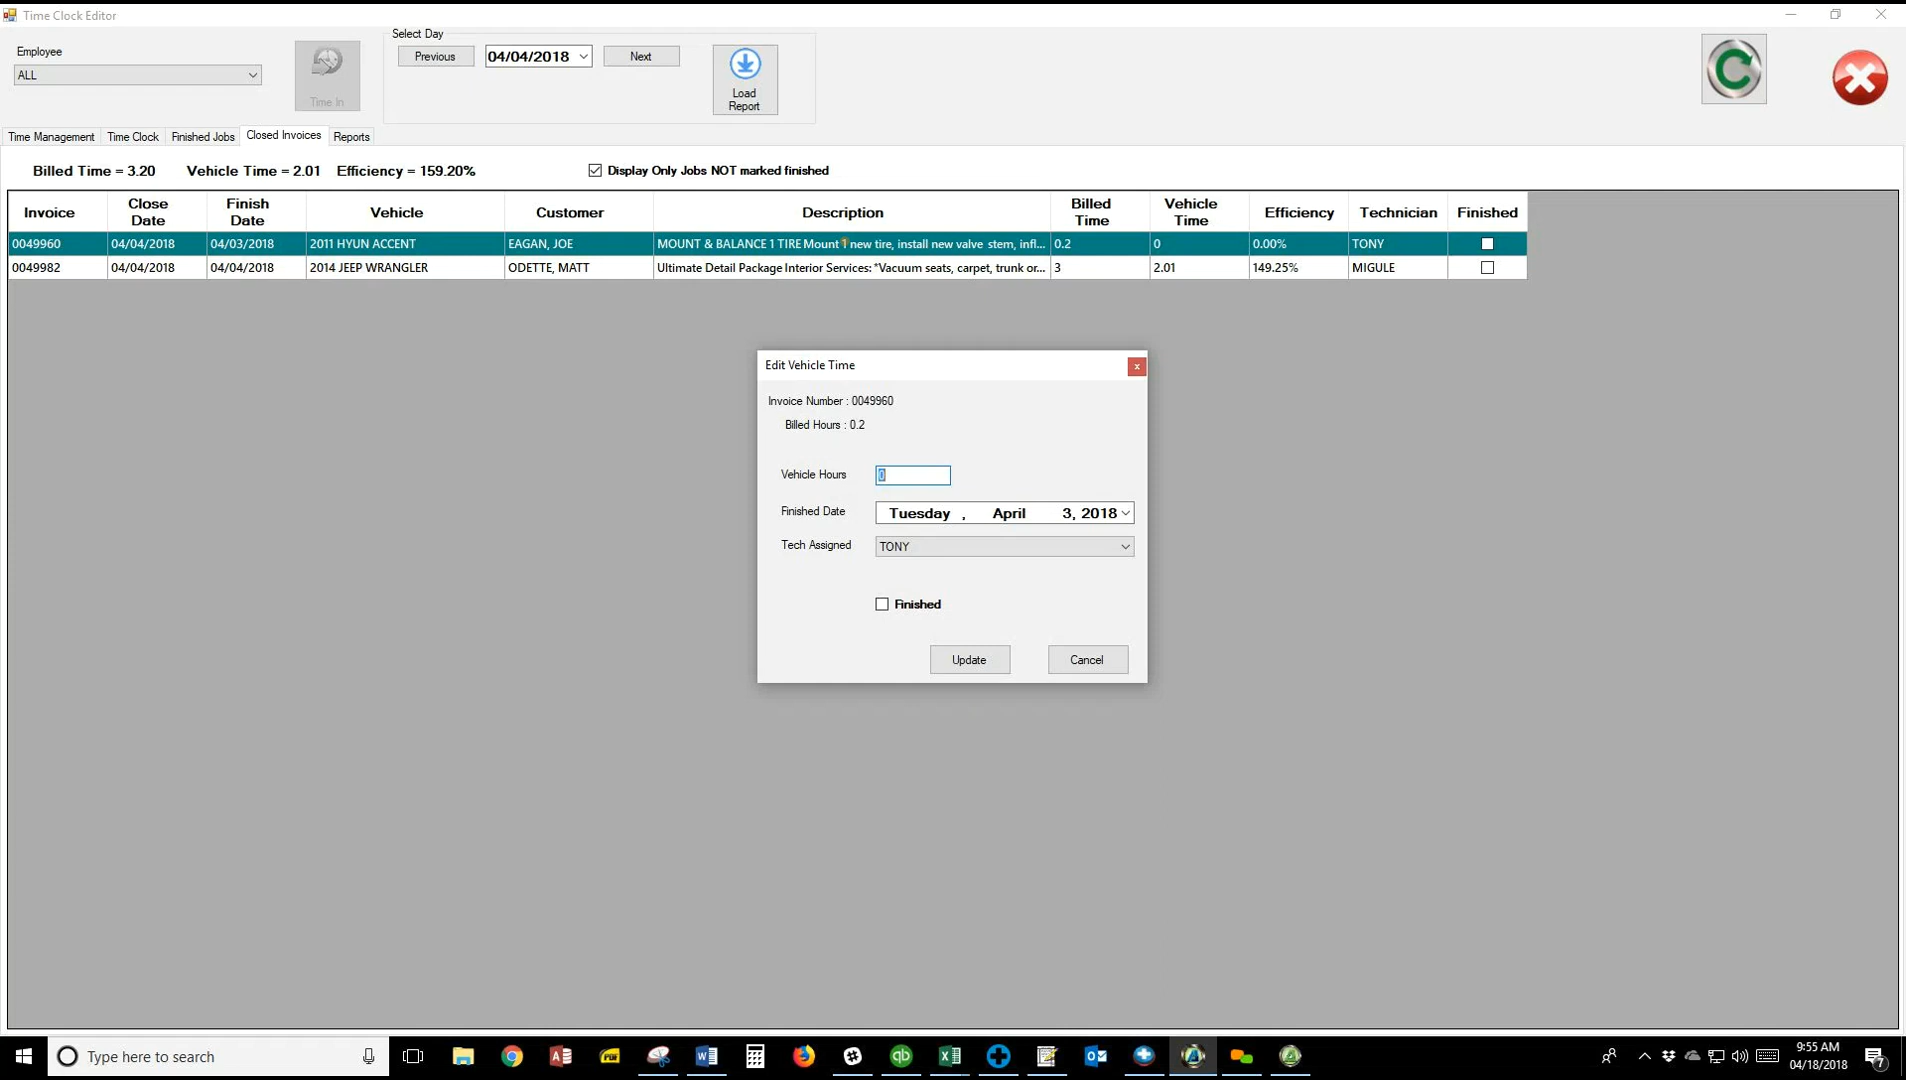 Time Clock Editor
Employee
ALL
Time In
Select Day
Previous
04/04/2018
Next
Load
Report
Time Management
Time Clock
Finished Jobs
Closed Invoices
Reports
Billed Time = 3.20
Vehicle Time = 2.01
Efficiency = 159.20%
Display Only Jobs NOT marked finished
Invoice
Close
Date
Finish
Date
Vehicle
Customer
Description
Billed
Time
Vehicle
Time
Efficiency
Technician
Finished
0049960 04/04/2018 04/03/2018 2011 HYUN ACCENT EAGAN, JOE MOUNT & BALANCE 1 TIRE Mount 1 new tire, install new valve stem, infl... 0.2 0 0.00% TONY
0049982 04/04/2018 04/04/2018 2014 JEEP WRANGLER ODETTE, MATT Ultimate Detail Package Interior Services: *Vacuum seats, carpet, trunk or... 3 2.01 149.25% MIGULE
Edit Vehicle Time
x
Invoice Number : 0049960
Billed Hours : 0.2
Vehicle Hours 0
Finished Date Tuesday , April 3, 2018
Tech Assigned TONY
Finished
Update
Cancel
Type here to search
9:55 AM
04/18/2018
7